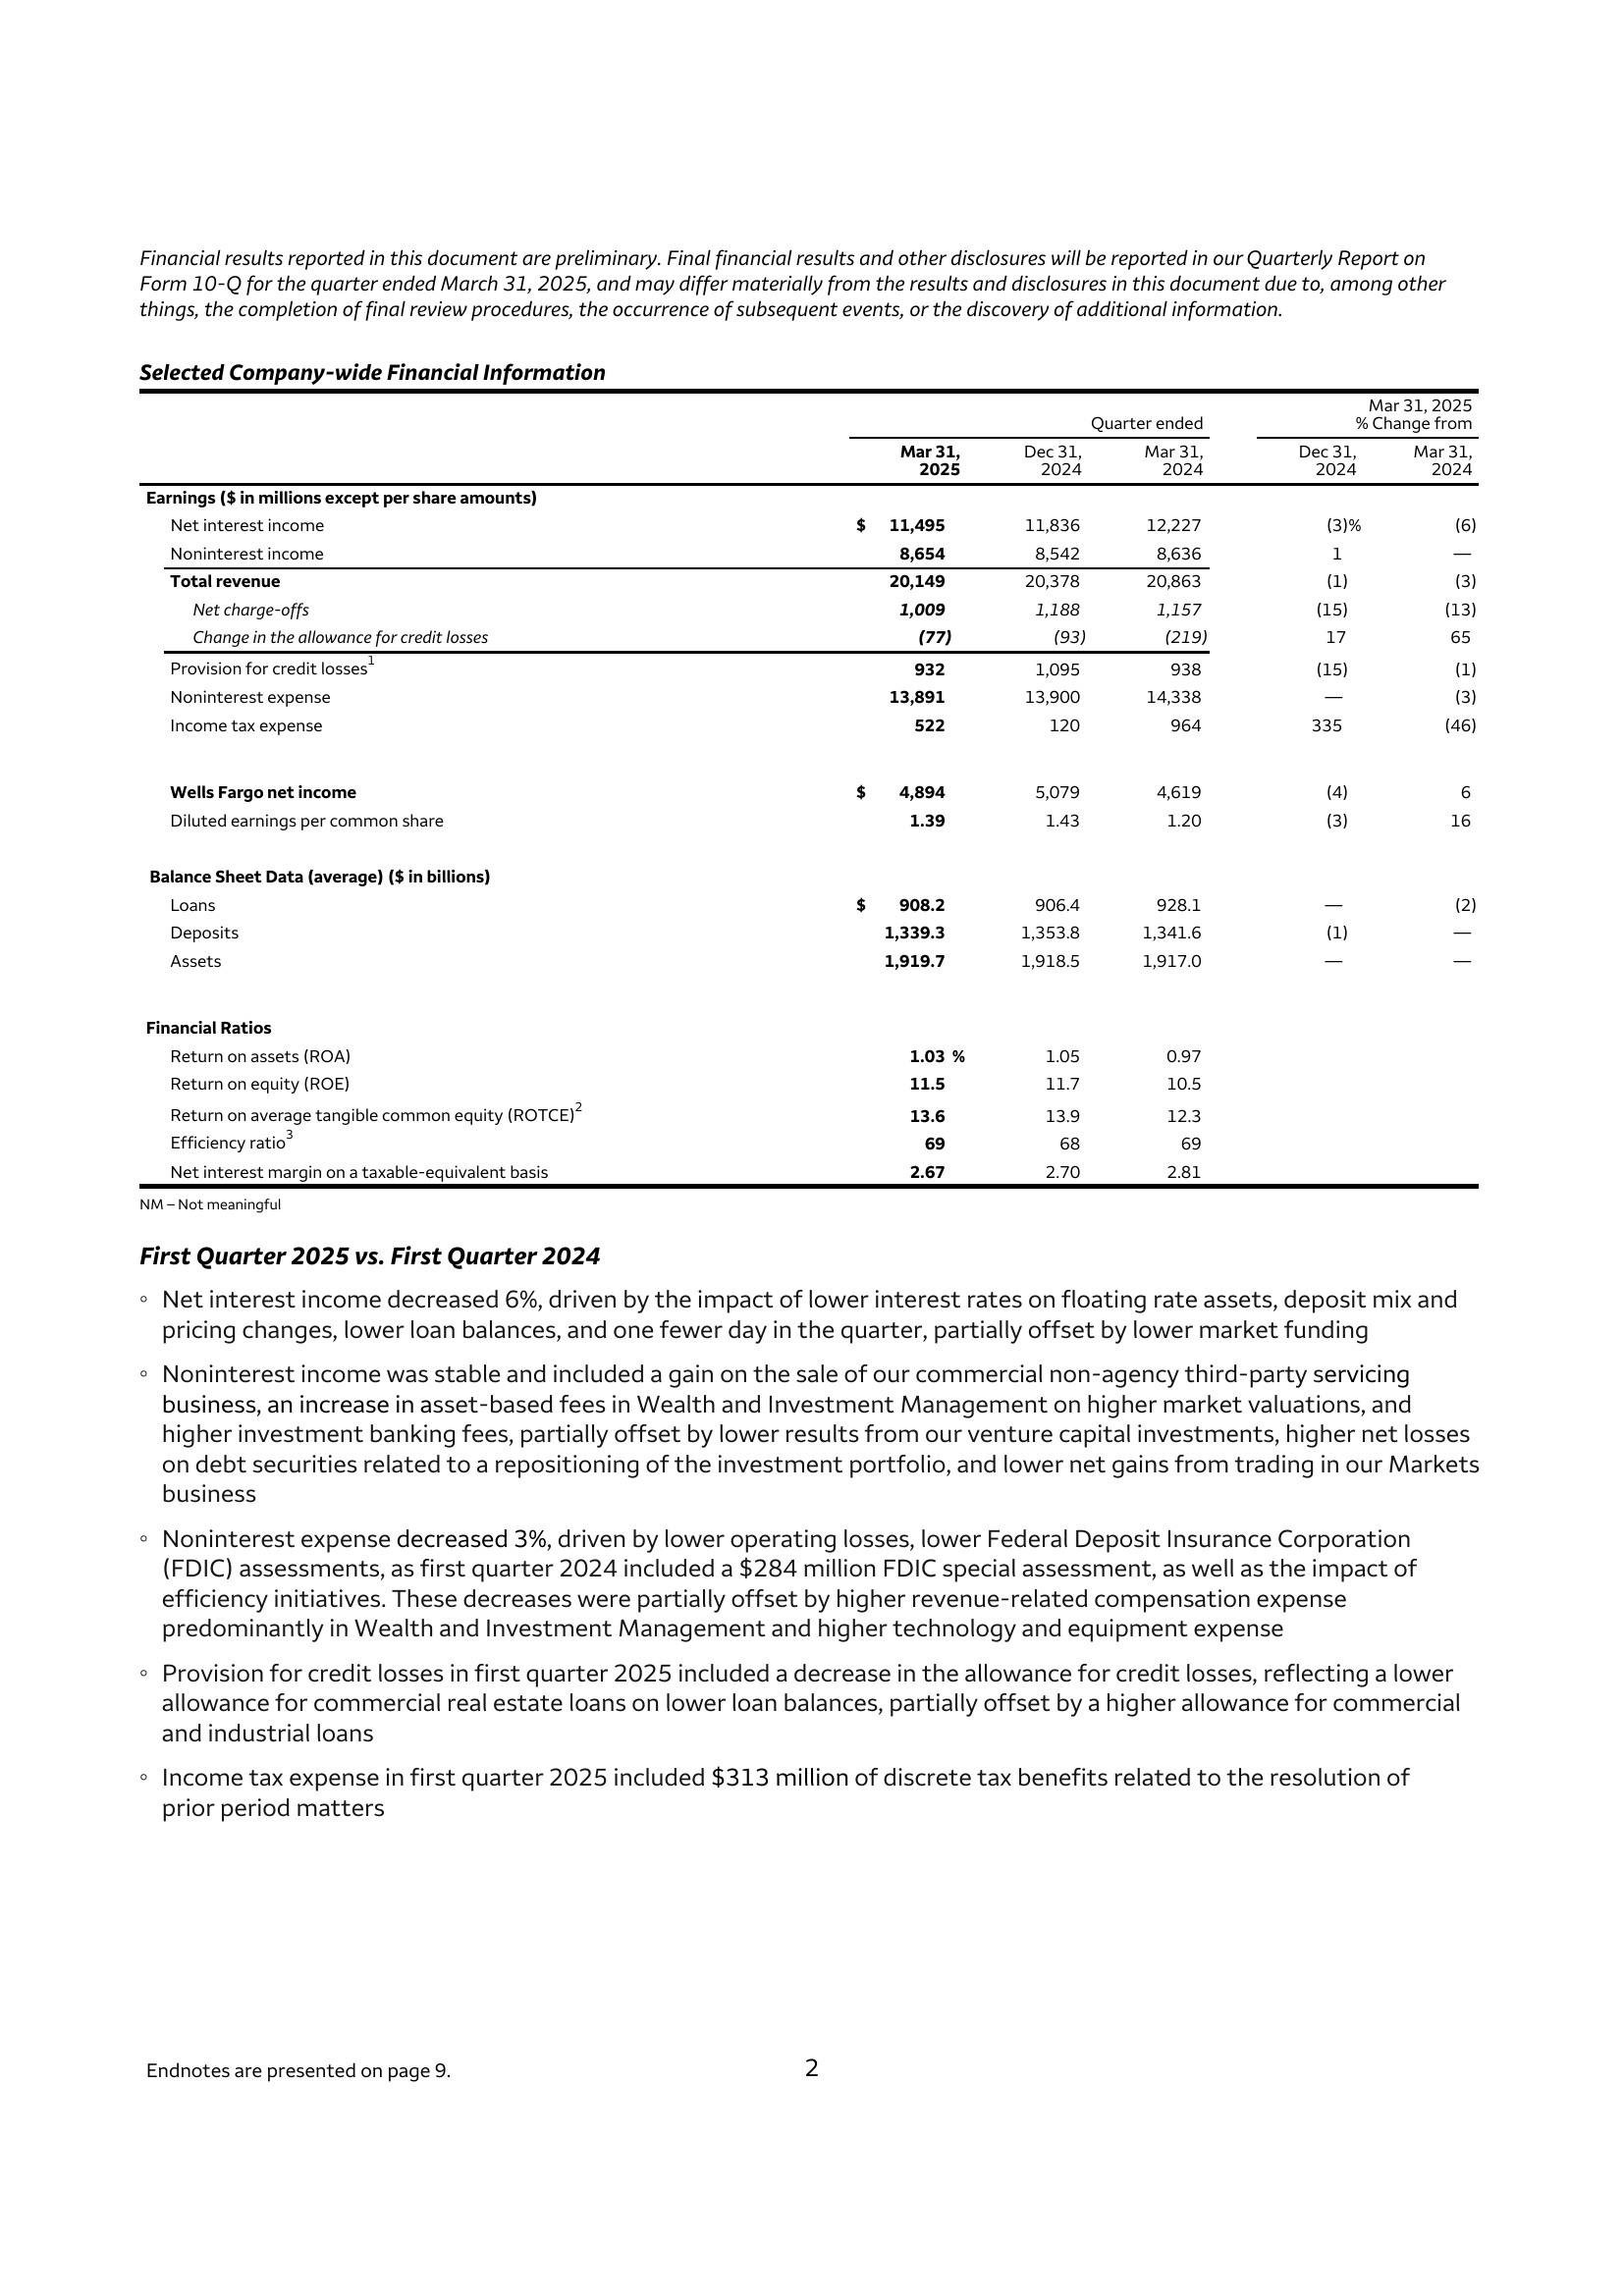 Financial results reported in this document are preliminary. Final financial results and other disclosures will be reported in our Quarterly Report on
Form 10-Q for the quarter ended March 31, 2025, and may differ materially from the results and disclosures in this document due to, among other
things, the completion of final review procedures, the occurrence of subsequent events, or the discovery of additional information.
Selected Company-wide Financial Information
Quarter ended Mar 31, 2025 % Change from
Mar 31, 2025 Dec 31, 2024 Mar 31, 2024 Dec 31, 2024 Mar 31, 2024
Earnings ($ in millions except per share amounts)
Net interest income $ 11,495 11,836 12,227 (3)% (6)
Noninterest income 8,654 8,542 8,636 1 —
Total revenue 20,149 20,378 20,863 (1) (3)
Net charge-offs 1,009 1,188 1,157 (15) (13)
Change in the allowance for credit losses (77) (93) (219) 17 65
Provision for credit losses1 932 1,095 938 (15) (1)
Noninterest expense 13,891 13,900 14,338 — (3)
Income tax expense 522 120 964 335 (46)
Wells Fargo net income $ 4,894 5,079 4,619 (4) 6
Diluted earnings per common share 1.39 1.43 1.20 (3) 16
Balance Sheet Data (average) ($ in billions)
Loans $ 908.2 906.4 928.1 — (2)
Deposits 1,339.3 1,353.8 1,341.6 (1) —
Assets 1,919.7 1,918.5 1,917.0 — —
Financial Ratios
Return on assets (ROA) 1.03 % 1.05 0.97
Return on equity (ROE) 11.5 11.7 10.5
Return on average tangible common equity (ROTCE)2 13.6 13.9 12.3
Efficiency ratio3 69 68 69
Net interest margin on a taxable-equivalent basis 2.67 2.70 2.81
NM – Not meaningful
First Quarter 2025 vs. First Quarter 2024
◦ Net interest income decreased 6%, driven by the impact of lower interest rates on floating rate assets, deposit mix and
pricing changes, lower loan balances, and one fewer day in the quarter, partially offset by lower market funding
◦ Noninterest income was stable and included a gain on the sale of our commercial non-agency third-party servicing
business, an increase in asset-based fees in Wealth and Investment Management on higher market valuations, and
higher investment banking fees, partially offset by lower results from our venture capital investments, higher net losses
on debt securities related to a repositioning of the investment portfolio, and lower net gains from trading in our Markets
business
◦ Noninterest expense decreased 3%, driven by lower operating losses, lower Federal Deposit Insurance Corporation
(FDIC) assessments, as first quarter 2024 included a $284 million FDIC special assessment, as well as the impact of
efficiency initiatives. These decreases were partially offset by higher revenue-related compensation expense
predominantly in Wealth and Investment Management and higher technology and equipment expense
◦ Provision for credit losses in first quarter 2025 included a decrease in the allowance for credit losses, reflecting a lower
allowance for commercial real estate loans on lower loan balances, partially offset by a higher allowance for commercial
and industrial loans
◦ Income tax expense in first quarter 2025 included $313 million of discrete tax benefits related to the resolution of
prior period matters
Endnotes are presented on page 9. 2